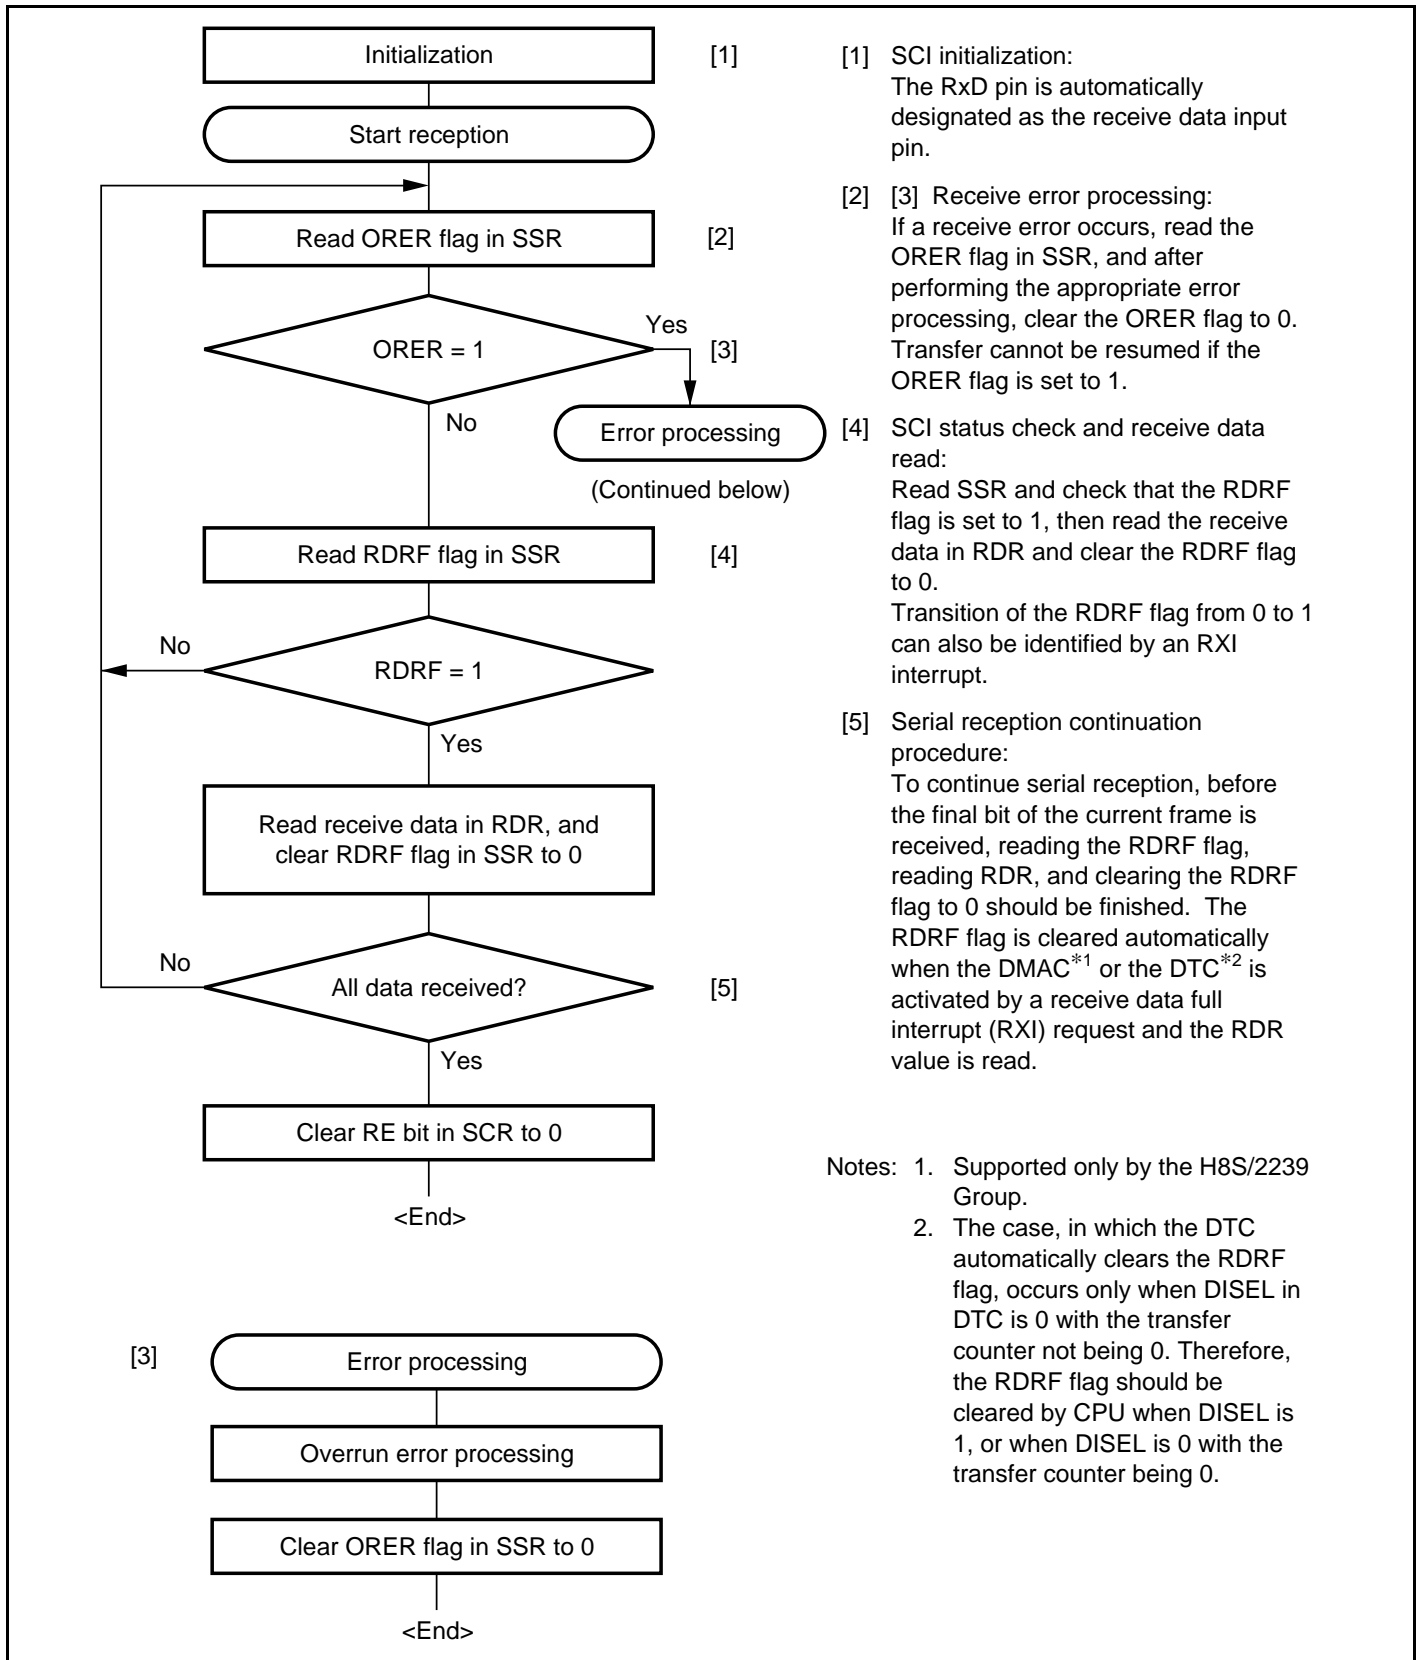 Initialization
[1]
Start reception
Read ORER flag in SSR
[2]
Yes
ORER = 1
[3]
No
Error processing
(Continued below)
Read RDRF flag in SSR
[4]
No
RDRF = 1
Yes
Read receive data in RDR, and
clear RDRF flag in SSR to 0
No
All data received?
[5]
Yes
Clear RE bit in SCR to 0
<End>
[3]
Error processing
Overrun error processing
Clear ORER flag in SSR to 0
<End>
[1] SCI initialization:
The RxD pin is automatically
designated as the receive data input
pin.
[2] [3] Receive error processing:
If a receive error occurs, read the
ORER flag in SSR, and after
performing the appropriate error
processing, clear the ORER flag to 0.
Transfer cannot be resumed if the
ORER flag is set to 1.
[4] SCI status check and receive data
read:
Read SSR and check that the RDRF
flag is set to 1, then read the receive
data in RDR and clear the RDRF flag
to 0.
Transition of the RDRF flag from 0 to 1
can also be identified by an RXI
interrupt.
[5] Serial reception continuation
procedure:
To continue serial reception, before
the final bit of the current frame is
received, reading the RDRF flag,
reading RDR, and clearing the RDRF
flag to 0 should be finished. The
RDRF flag is cleared automatically
when the DMAC*1 or the DTC*2 is
activated by a receive data full
interrupt (RXI) request and the RDR
value is read.
Notes: 1. Supported only by the H8S/2239
Group.
2. The case, in which the DTC
automatically clears the RDRF
flag, occurs only when DISEL in
DTC is 0 with the transfer
counter not being 0. Therefore,
the RDRF flag should be
cleared by CPU when DISEL is
1, or when DISEL is 0 with the
transfer counter being 0.